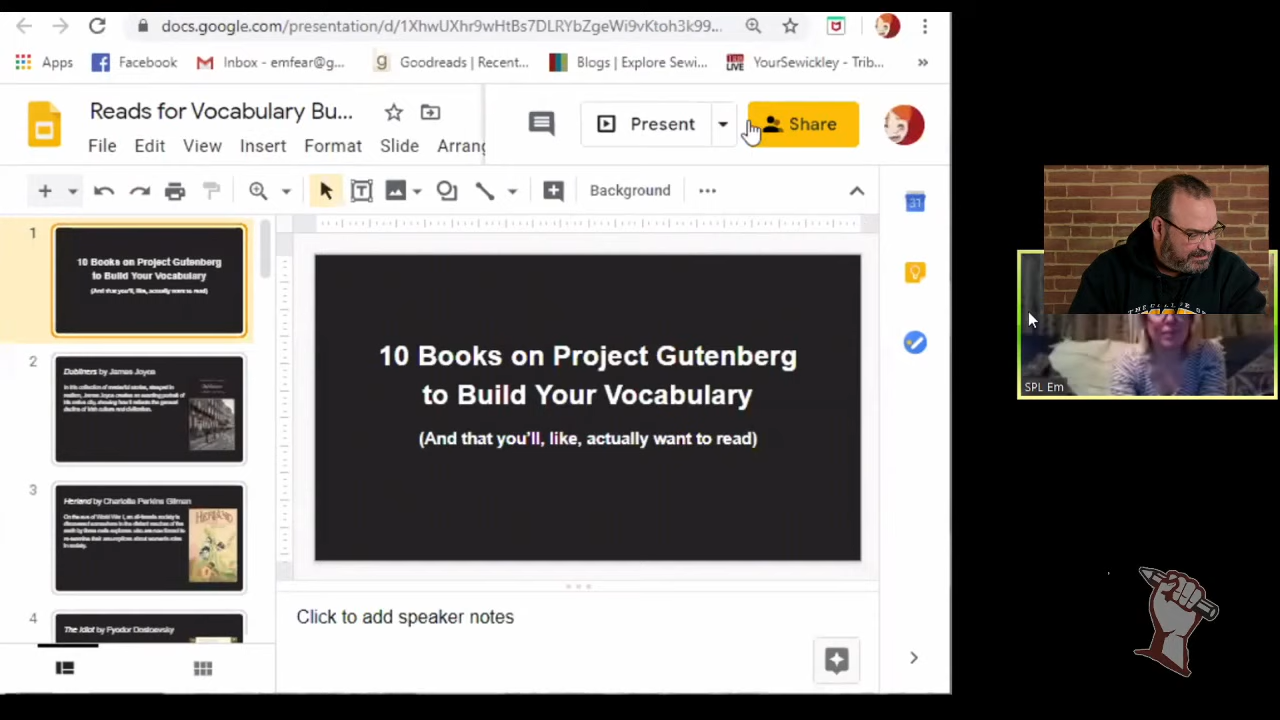 docs.google.com/presentation/d/1XhwUXhr9wHtBs7DLRYbZgeWi9vKtoh3k99...
Apps Facebook Inbox - emfear@g... Goodreads | Recent... Blogs | Explore Sewi... TRIB LIVE YourSewickley - Trib... »
Reads for Vocabulary Bu...
Present Share
File Edit View Insert Format Slide Arrang
Background
31
1
10 Books on Project Gutenberg
to Build Your Vocabulary
(And that you'll, like, actually want to read)
2
Dubliners by James Joyce
3
Herland by Charlotte Perkins Gilman
HERLAND
4
The Idiot by Fyodor Dostoevsky
10 Books on Project Gutenberg
to Build Your Vocabulary
(And that you'll, like, actually want to read)
Click to add speaker notes
SPL Em